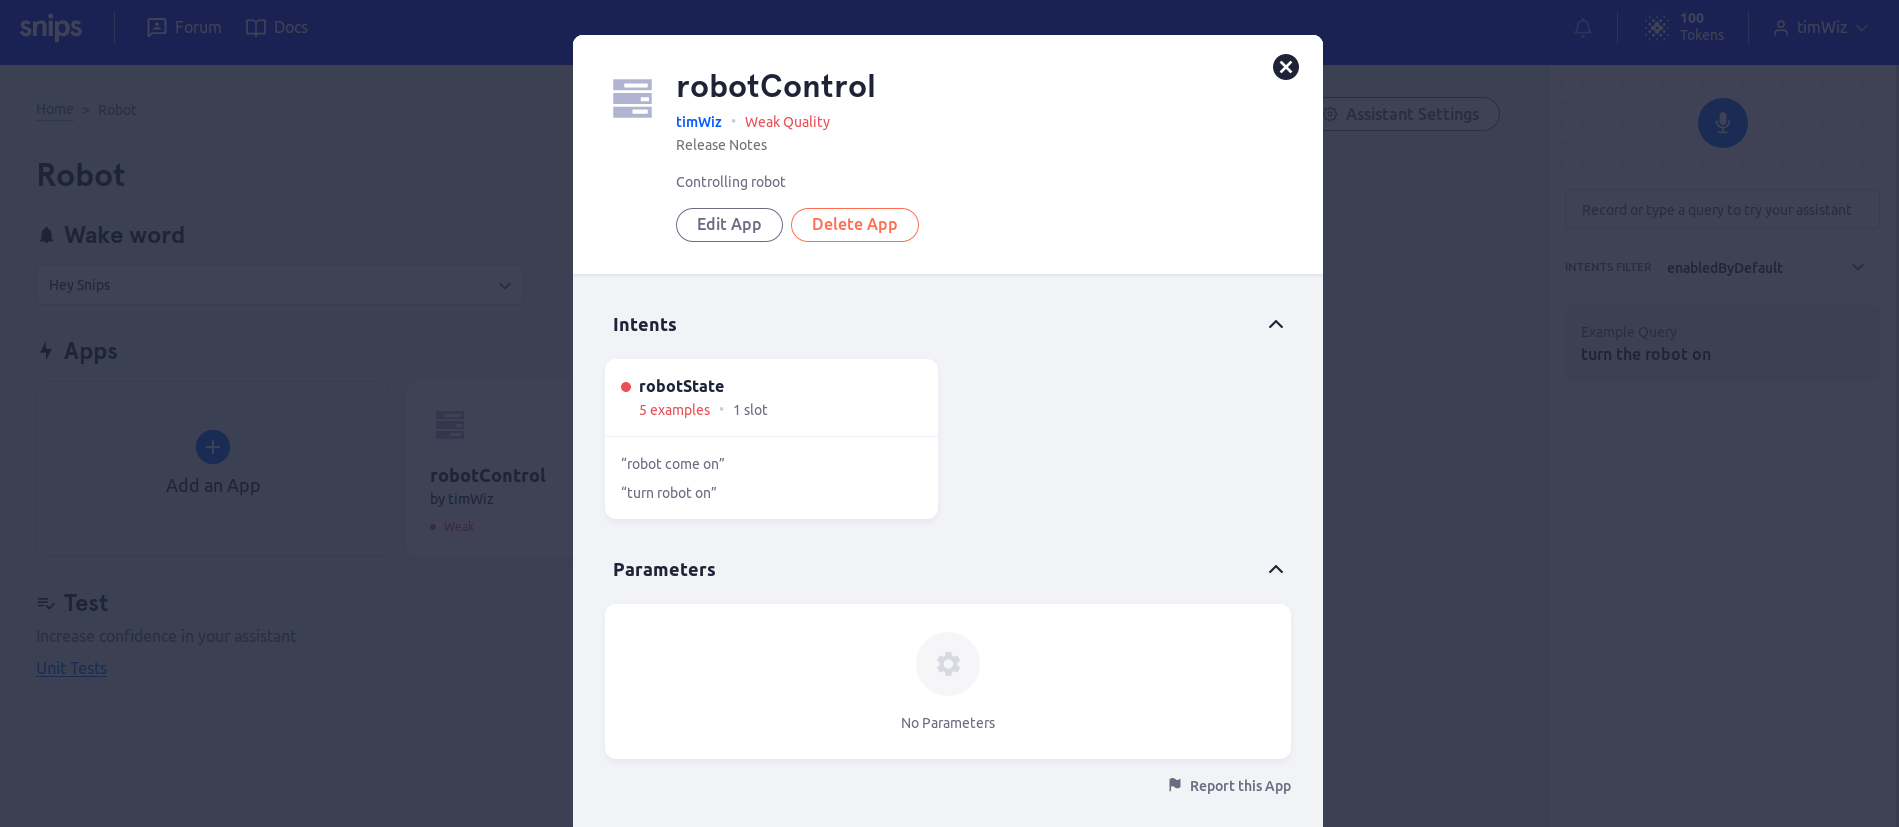 snips
Forum
Docs
100
Tokens
timWiz
Home > Robot
Assistant Settings
Robot
Wake word
Hey Snips
Apps
Add an App
robotControl
by timWiz
Weak
Test
Increase confidence in your assistant
Unit Tests
robotControl
timWiz • Weak Quality
Release Notes
Controlling robot
Edit App
Delete App
Intents
robotState
5 examples • 1 slot
“robot come on”
“turn robot on”
Parameters
No Parameters
Report this App
Record or type a query to try your assistant
INTENTS FILTER enabledByDefault
Example Query
turn the robot on